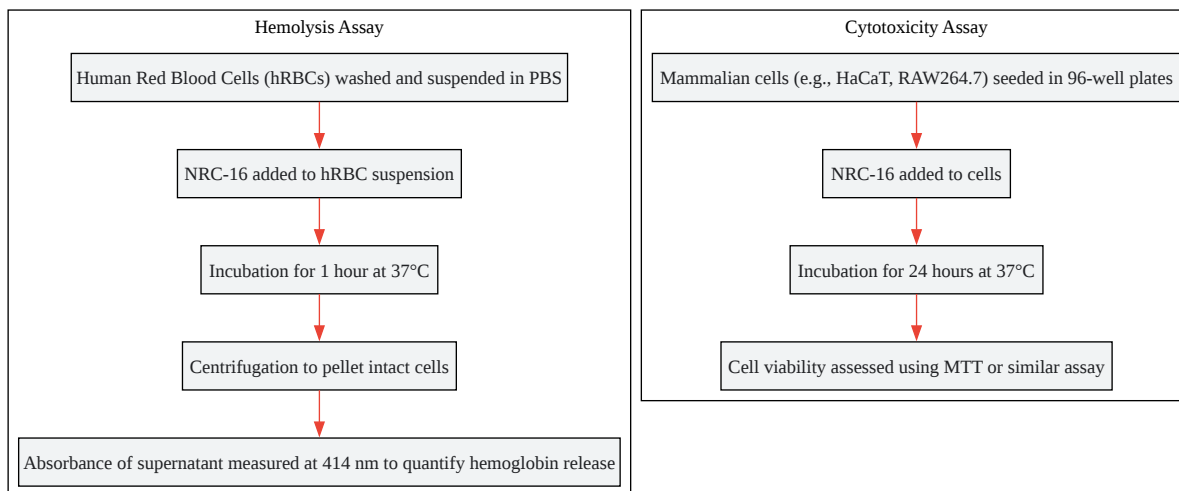 Hemolysis Assay
Human Red Blood Cells (hRBCs) washed and suspended in PBS
NRC-16 added to hRBC suspension
Incubation for 1 hour at 37°C
Centrifugation to pellet intact cells
Absorbance of supernatant measured at 414 nm to quantify hemoglobin release
Cytotoxicity Assay
Mammalian cells (e.g., HaCaT, RAW264.7) seeded in 96-well plates
NRC-16 added to cells
Incubation for 24 hours at 37°C
Cell viability assessed using MTT or similar assay